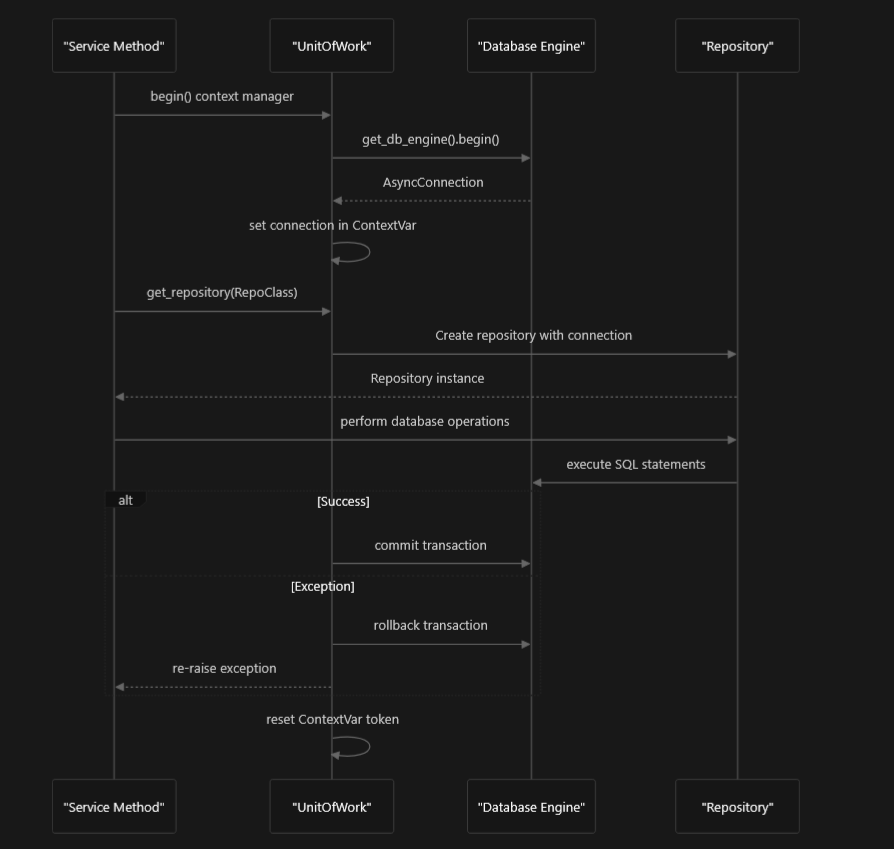 "Service Method"
"UnitOfWork"
"Database Engine"
"Repository"
begin() context manager
get_db_engine().begin()
AsyncConnection
set connection in ContextVar
get_repository(RepoClass)
Create repository with connection
Repository instance
perform database operations
execute SQL statements
alt
[Success]
commit transaction
[Exception]
rollback transaction
re-raise exception
reset ContextVar token
"Service Method"
"UnitOfWork"
"Database Engine"
"Repository"